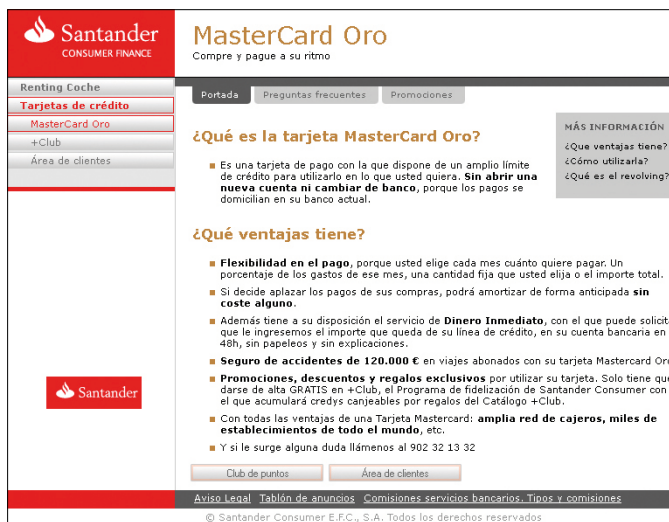 Santander
CONSUMER FINANCE
MasterCard Oro
Compre y pague a su ritmo
Renting Coche
Tarjetas de crédito
MasterCard Oro
+Club
Área de clientes
Portada
Preguntas frecuentes
Promociones
¿Qué es la tarjeta MasterCard Oro?
Es una tarjeta de pago con la que dispone de un amplio límite
de crédito para utilizarlo en lo que usted quiera. Sin abrir una
nueva cuenta ni cambiar de banco, porque los pagos se
domicilian en su banco actual.
MÁS INFORMACIÓN
¿Que ventajas tiene?
¿Cómo utilizarla?
¿Qué es el revolving?
¿Qué ventajas tiene?
Flexibilidad en el pago, porque usted elige cada mes cuánto quiere pagar. Un
porcentaje de los gastos de ese mes, una cantidad fija que usted elija o el importe total.
Si decide aplazar los pagos de sus compras, podrá amortizar de forma anticipada sin
coste alguno.
Además tiene a su disposición el servicio de Dinero Inmediato, con el que puede solicita
que le ingresemos el importe que queda de su línea de crédito, en su cuenta bancaria en
48h, sin papeleos y sin explicaciones.
Seguro de accidentes de 120.000 € en viajes abonados con su tarjeta Mastercard Oro
Promociones, descuentos y regalos exclusivos por utilizar su tarjeta. Solo tiene que
darse de alta GRATIS en +Club, el Programa de fidelización de Santander Consumer con
el que acumulará credys canjeables por regalos del Catálogo +Club.
Con todas las ventajas de una Tarjeta Mastercard: amplia red de cajeros, miles de
establecimientos de todo el mundo, etc.
Y si le surge alguna duda llámenos al 902 32 13 32
Santander
Club de puntos
Área de clientes
Aviso Legal Tablón de anuncios Comisiones servicios bancarios. Tipos y comisiones
© Santander Consumer E.F.C., S.A. Todos los derechos reservados